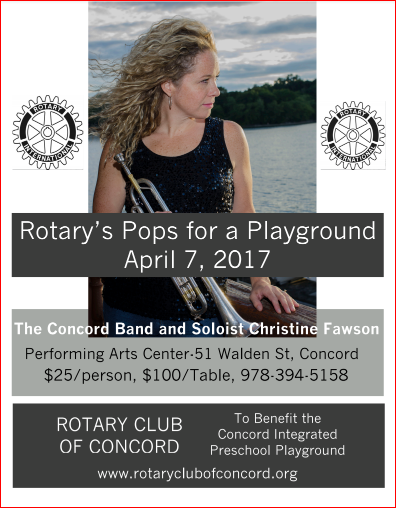 ROTARY
INTERNATIONAL
ROTARY
INTERNATIONAL
Rotary's Pops for a Playground
April 7, 2017
The Concord Band and Soloist Christine Fawson
Performing Arts Center-51 Walden St, Concord
$25/person, $100/Table, 978-394-5158
ROTARY CLUB
OF CONCORD
To Benefit the
Concord Integrated
Preschool Playground
www.rotaryclubofconcord.org